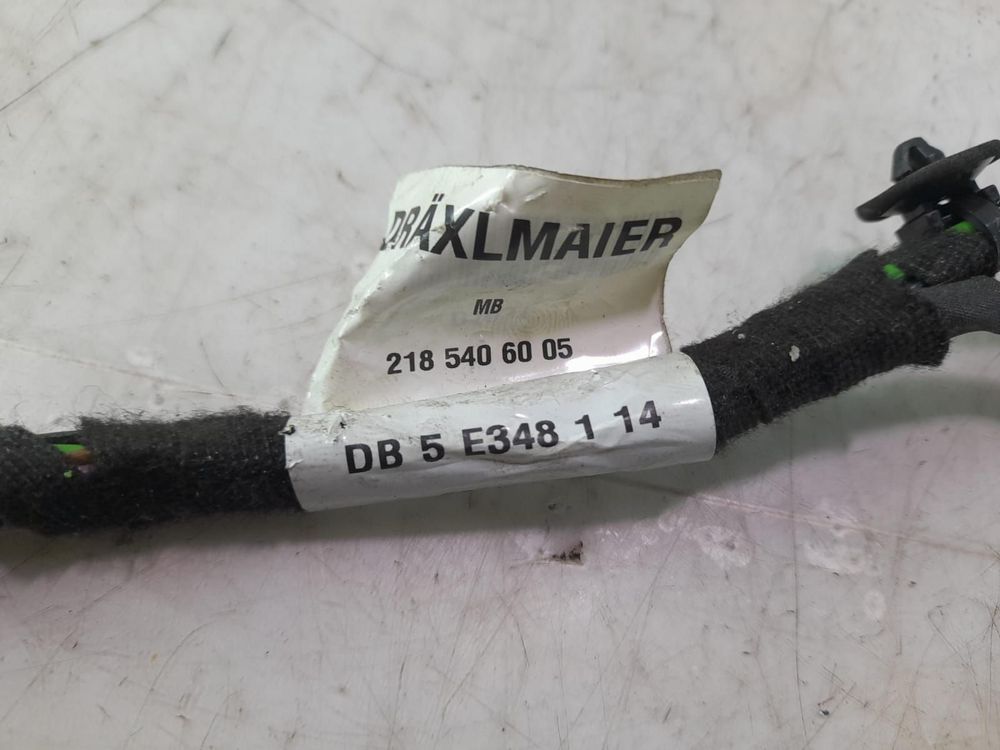 DRÄXLMAIER
MB
218 540 60 05
DB 5 E348 1 14